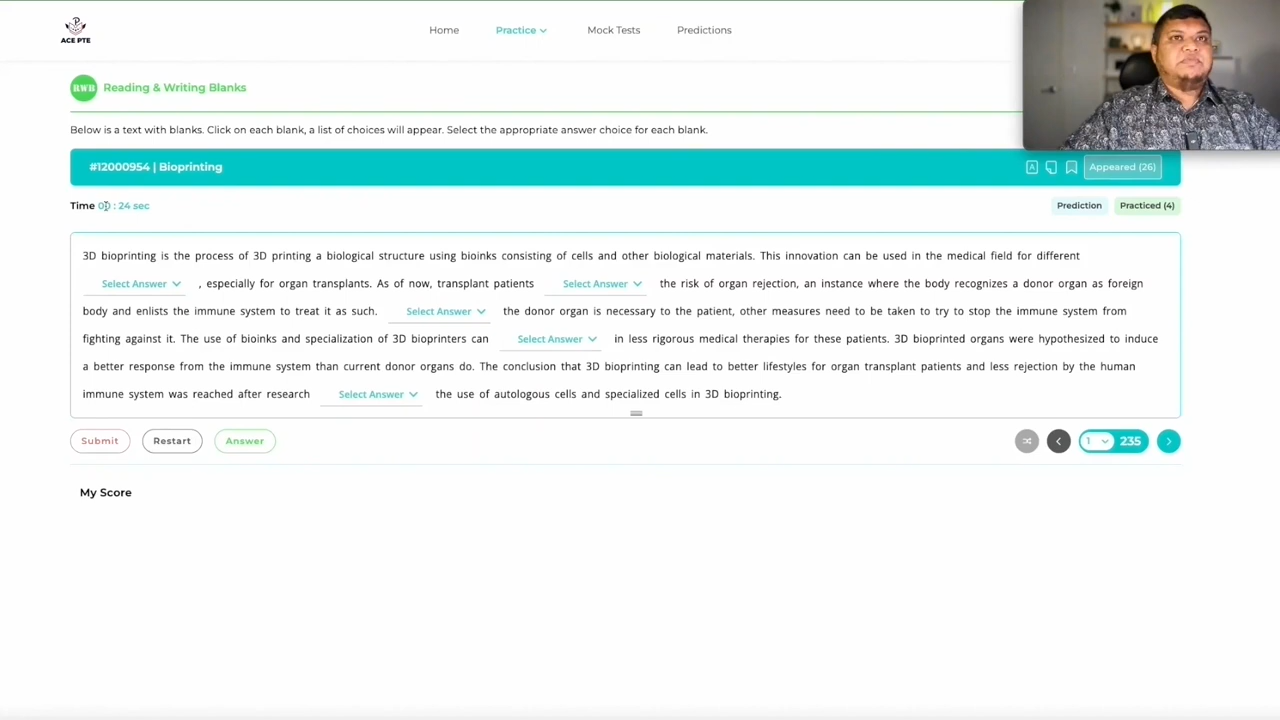 ACE PTE
Home
Practice
Mock Tests
Predictions
RWB
Reading & Writing Blanks
Below is a text with blanks. Click on each blank, a list of choices will appear. Select the appropriate answer choice for each blank.
#12000954 | Bioprinting
A
Appeared (26)
Time 00 : 24 sec
Prediction
Practiced (4)
3D bioprinting is the process of 3D printing a biological structure using bioinks consisting of cells and other biological materials. This innovation can be used in the medical field for different
Select Answer , especially for organ transplants. As of now, transplant patients Select Answer the risk of organ rejection, an instance where the body recognizes a donor organ as foreign
body and enlists the immune system to treat it as such. Select Answer the donor organ is necessary to the patient, other measures need to be taken to try to stop the immune system from
fighting against it. The use of bioinks and specialization of 3D bioprinters can Select Answer in less rigorous medical therapies for these patients. 3D bioprinted organs were hypothesized to induce
a better response from the immune system than current donor organs do. The conclusion that 3D bioprinting can lead to better lifestyles for organ transplant patients and less rejection by the human
immune system was reached after research Select Answer the use of autologous cells and specialized cells in 3D bioprinting.
Submit
Restart
Answer
1
235
My Score